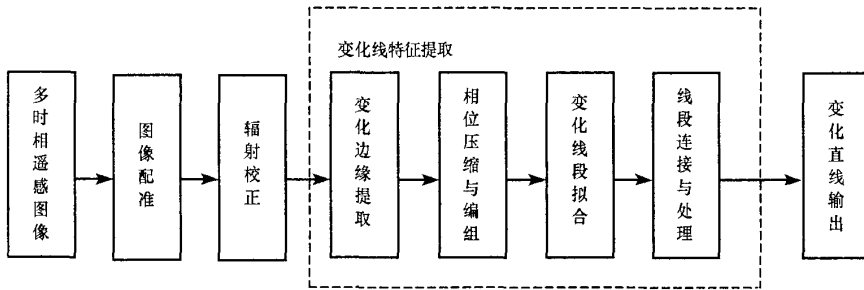 变化线特征提取
多时相遥感图像
图像配准
辐射校正
变化边缘提取
相位压缩与编组
变化线段拟合
线段连接与处理
变化直线输出